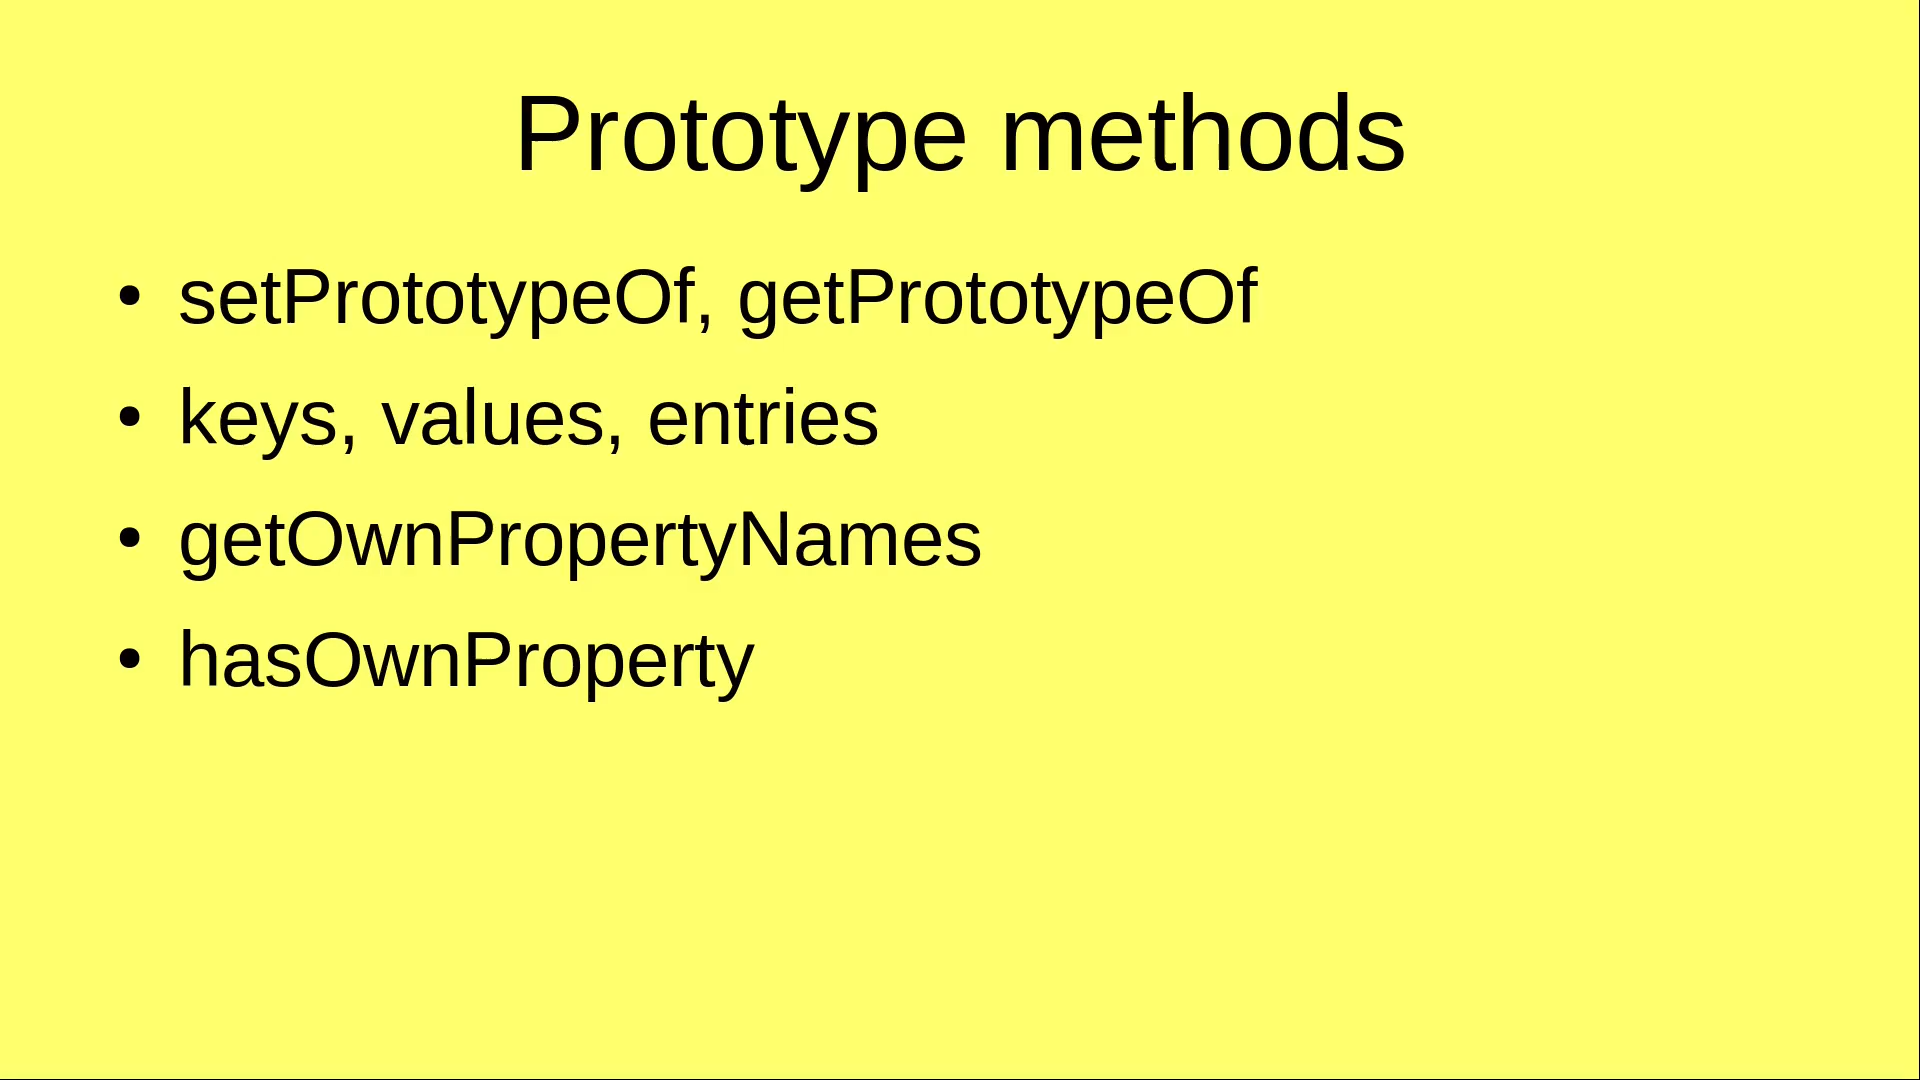 Prototype methods
• setPrototypeOf, getPrototypeOf
• keys, values, entries
• getOwnPropertyNames
• hasOwnProperty